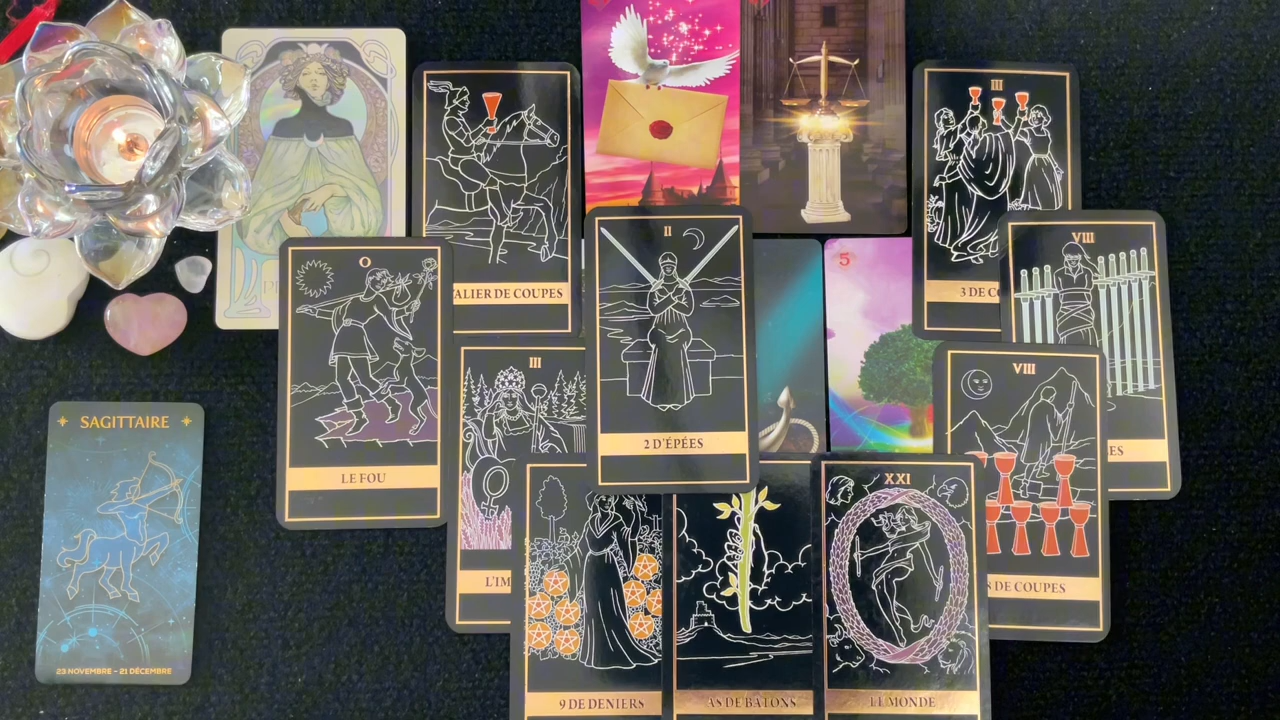 III
VALIER DE COUPES
3 DE CO
5
VIII
ES
O
LE FOU
II
2 D'ÉPÉES
III
L'IM
VIII
DE COUPES
SAGITTAIRE
23 NOVEMBRE - 21 DÉCEMBRE
9 DE DENIERS
AS DE BÂTONS
XXI
LE MONDE